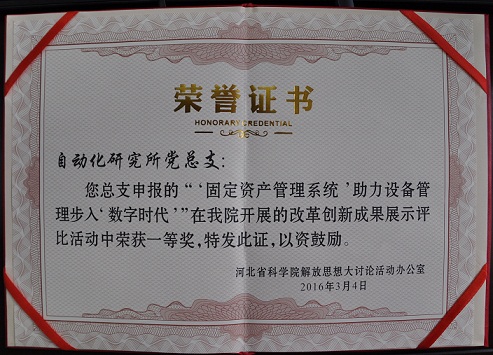 荣誉证书
HONORARY CREDENTIAL
自动化研究所党总支：
您总支申报的“‘固定资产管理系统’助力设备管
理步入‘数字时代’”在我院开展的改革创新成果展示评
比活动中荣获一等奖，特发此证，以资鼓励。
河北省科学院解放思想大讨论活动办公室
2016年3月4日